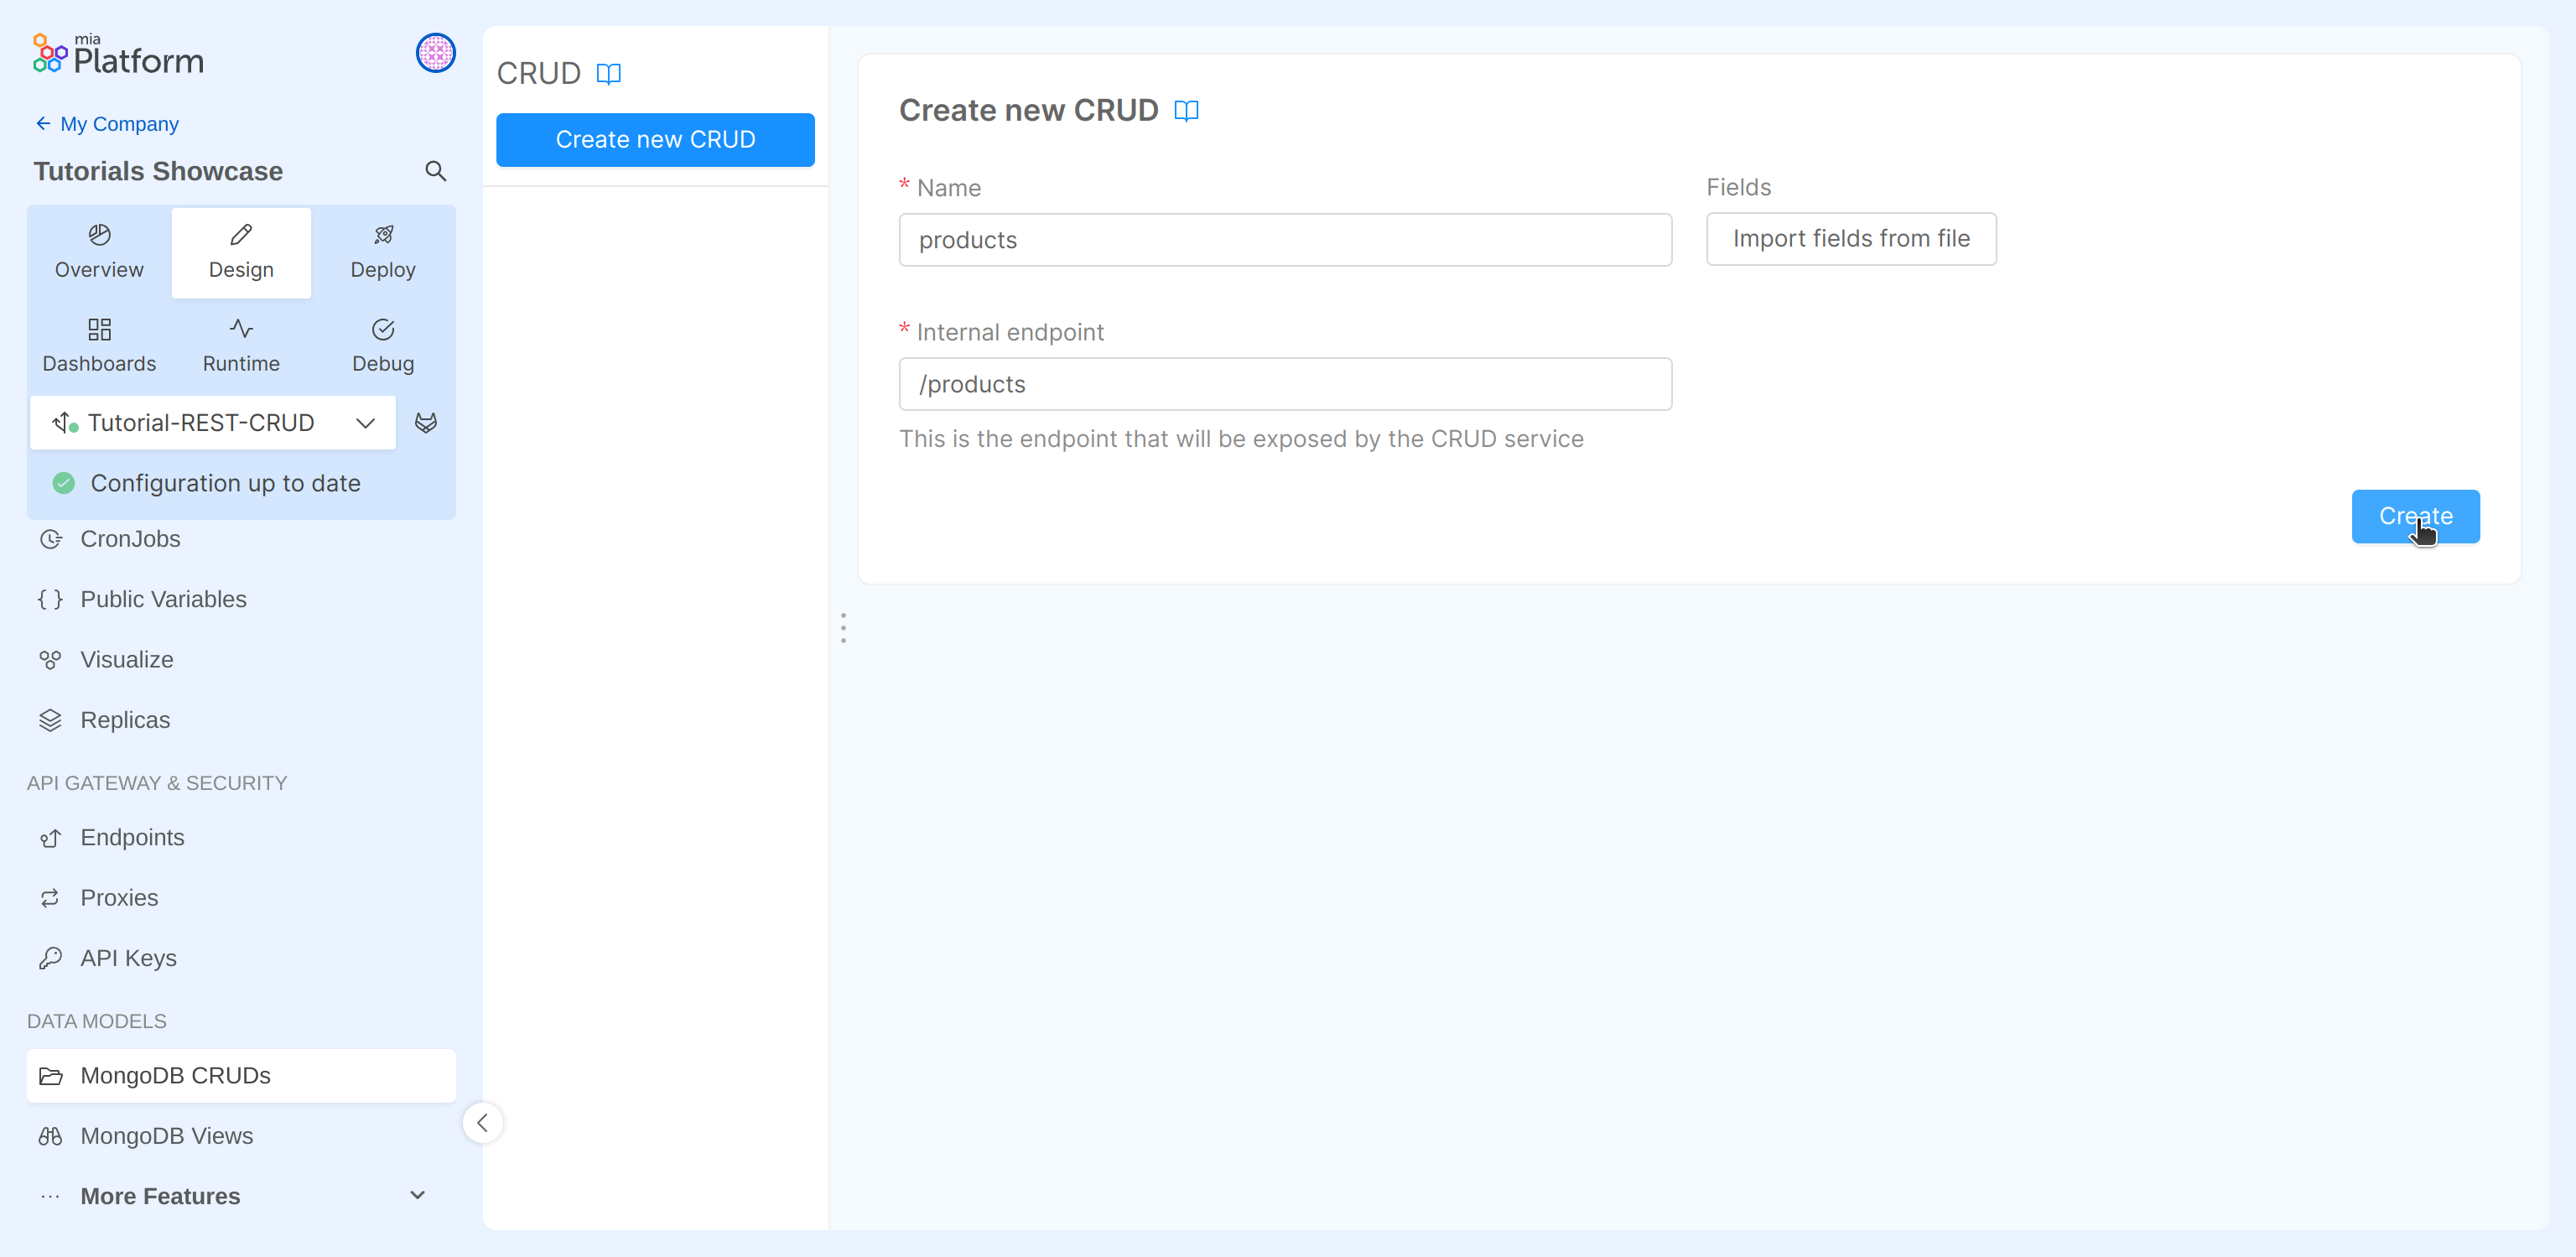 mia
Platform
My Company
Tutorials Showcase
Overview
Design
Deploy
Dashboards
Runtime
Debug
Tutorial-REST-CRUD
Configuration up to date
CronJobs
Public Variables
Visualize
Replicas
API GATEWAY & SECURITY
Endpoints
Proxies
API Keys
DATA MODELS
MongoDB CRUDs
MongoDB Views
More Features
CRUD
Create new CRUD
Create new CRUD
* Name
products
Fields
Import fields from file
* Internal endpoint
/products
This is the endpoint that will be exposed by the CRUD service
Create